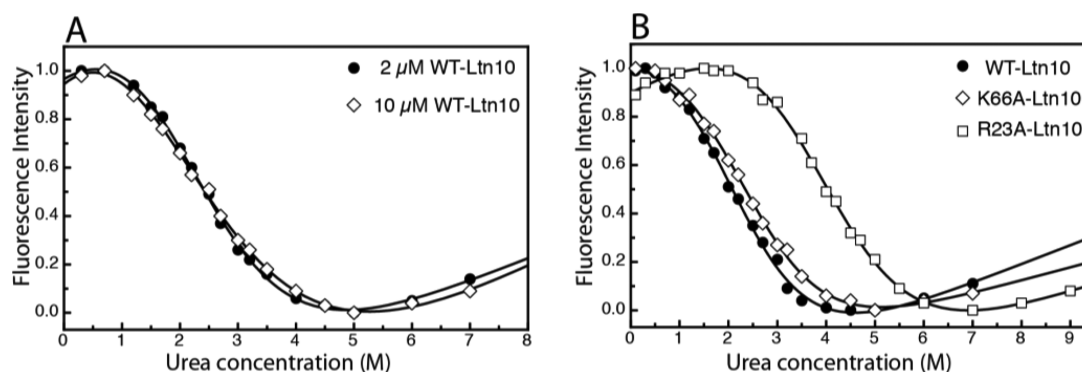 A
1.0
0.8
0.6
0.4
0.2
0.0
Fluorescence Intensity
2 µM WT-Ltn10
10 µM WT-Ltn10
0 1 2 3 4 5 6 7 8
Urea concentration (M)
B
1.0
0.8
0.6
0.4
0.2
0.0
Fluorescence Intensity
WT-Ltn10
K66A-Ltn10
R23A-Ltn10
0 1 2 3 4 5 6 7 8 9
Urea concentration (M)